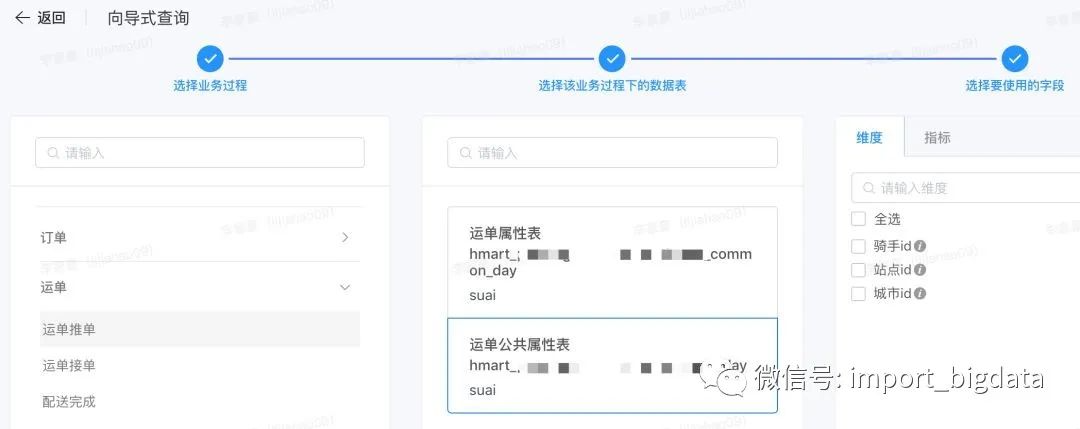 返回
向导式查询
选择业务过程
选择该业务过程下的数据表
选择要使用的字段
请输入
请输入
维度
指标
请输入维度
全选
骑手id
站点id
城市id
订单
运单
运单推单
运单接单
配送完成
运单属性表
hmart_
_comm
on_day
suai
运单公共属性表
hmart_
suai
微信号: import_bigdata